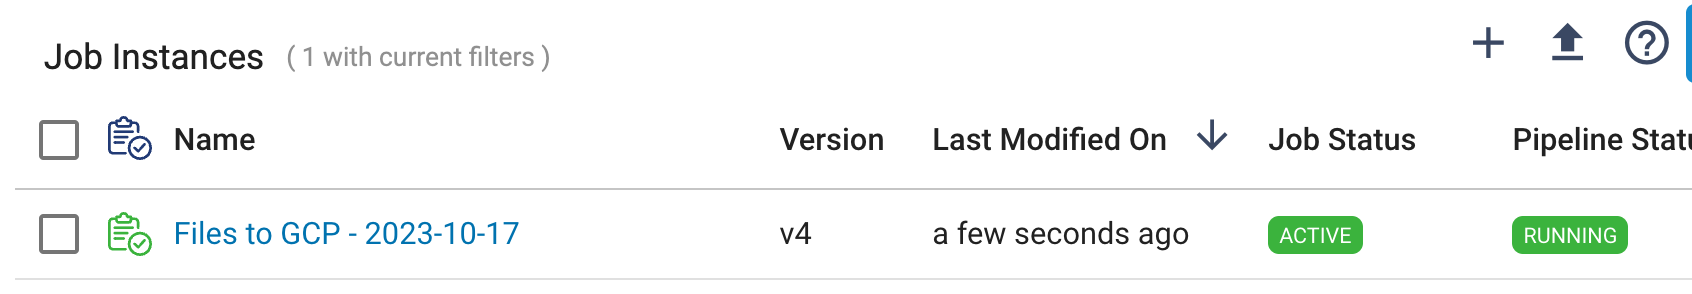 Job Instances ( 1 with current filters )
Name Version Last Modified On Job Status Pipeline
Files to GCP - 2023-10-17 v4 a few seconds ago ACTIVE RUNNING